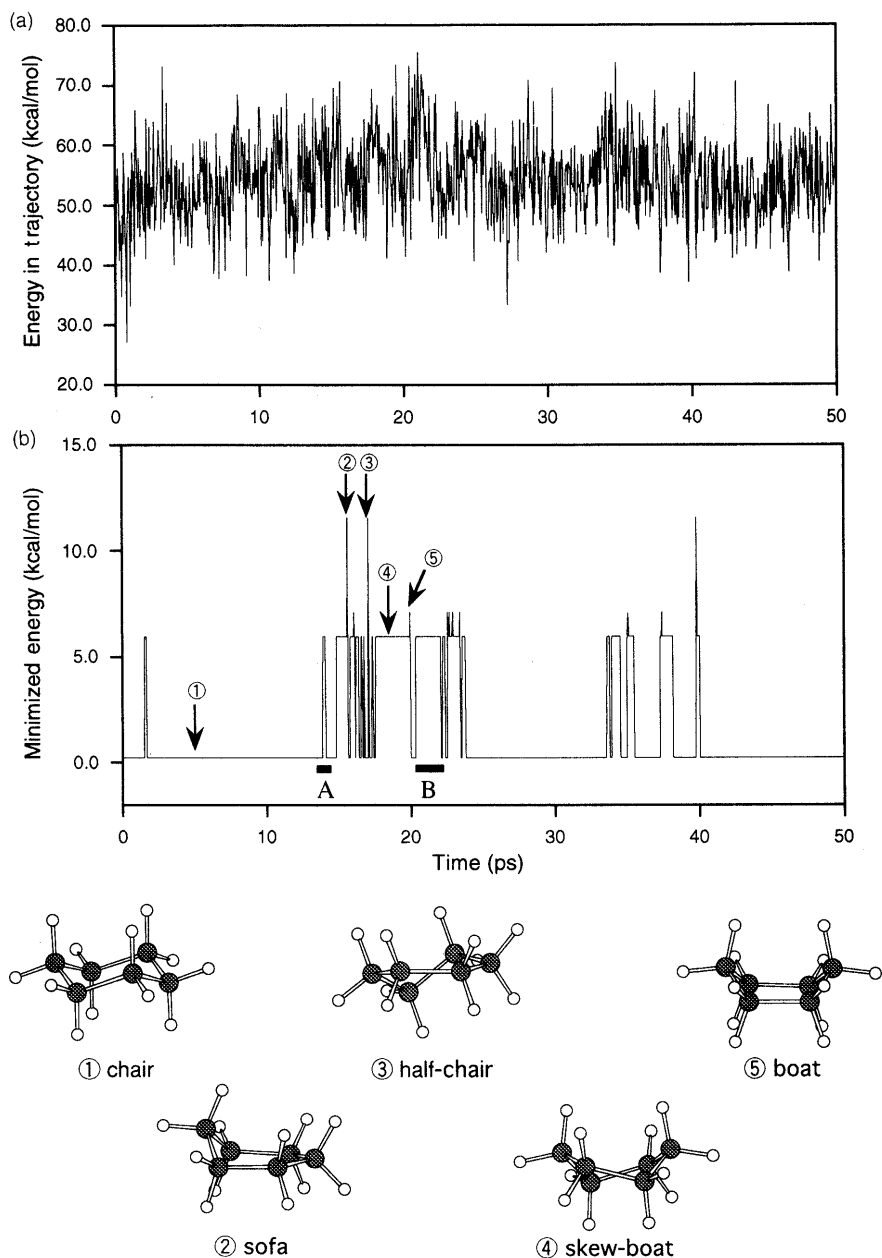 (a)
Energy in trajectory (kcal/mol)
80.0
70.0
60.0
50.0
40.0
30.0
20.0
0 10 20 30 40 50
(b)
Minimized energy (kcal/mol)
15.0
10.0
5.0
0.0
② ③
④ ⑤
①
A B
0 10 20 30 40 50
Time (ps)
① chair
③ half-chair
⑤ boat
② sofa
④ skew-boat